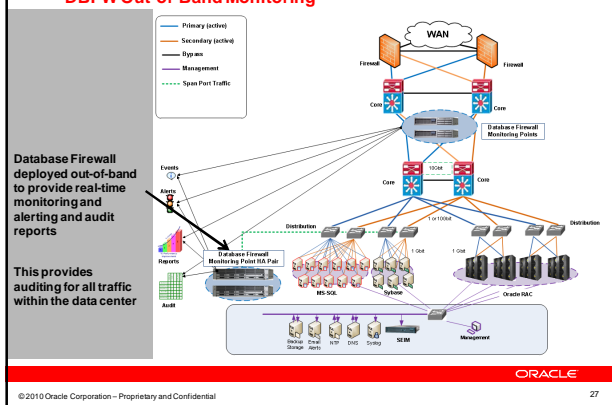 DBFW Out-of-Band Monitoring
Primary (active)
Secondary (active)
Bypass
Management
Span Port Traffic
WAN
Firewall
Firewall
Core
Core
Database Firewall
Monitoring Points
10Gbit
Core
Core
Database Firewall
deployed out-of-band
to provide real-time
monitoring and
alerting and audit
reports
This provides
auditing for all traffic
within the data center
Events
Alerts
Reports
Audit
Database Firewall
Monitoring Point HA Pair
Distribution
1 or 10Gbit
Distribution
1 Gbit
1 Gbit
MS-SQL
Sybase
Oracle RAC
Backup
Storage
Email
Alerts
NTP
DNS
Syslog
SEIM
Management
ORACLE
© 2010 Oracle Corporation – Proprietary and Confidential
27